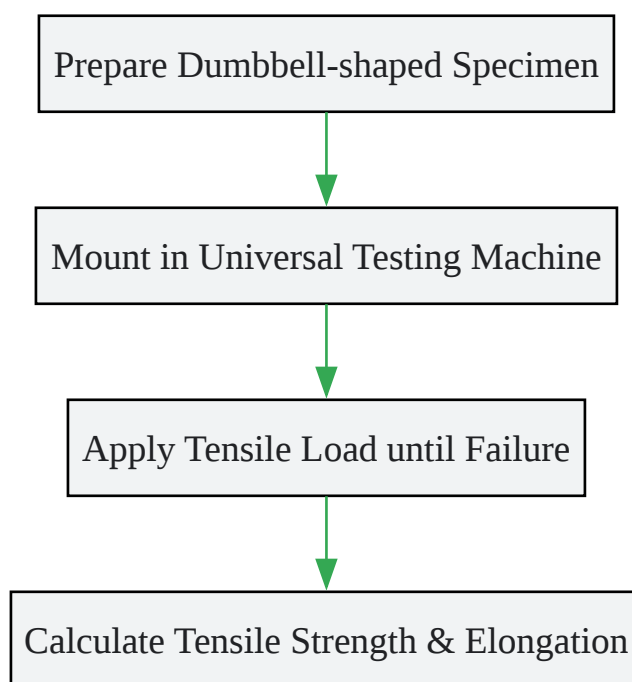 Prepare Dumbbell-shaped Specimen
Mount in Universal Testing Machine
Apply Tensile Load until Failure
Calculate Tensile Strength & Elongation